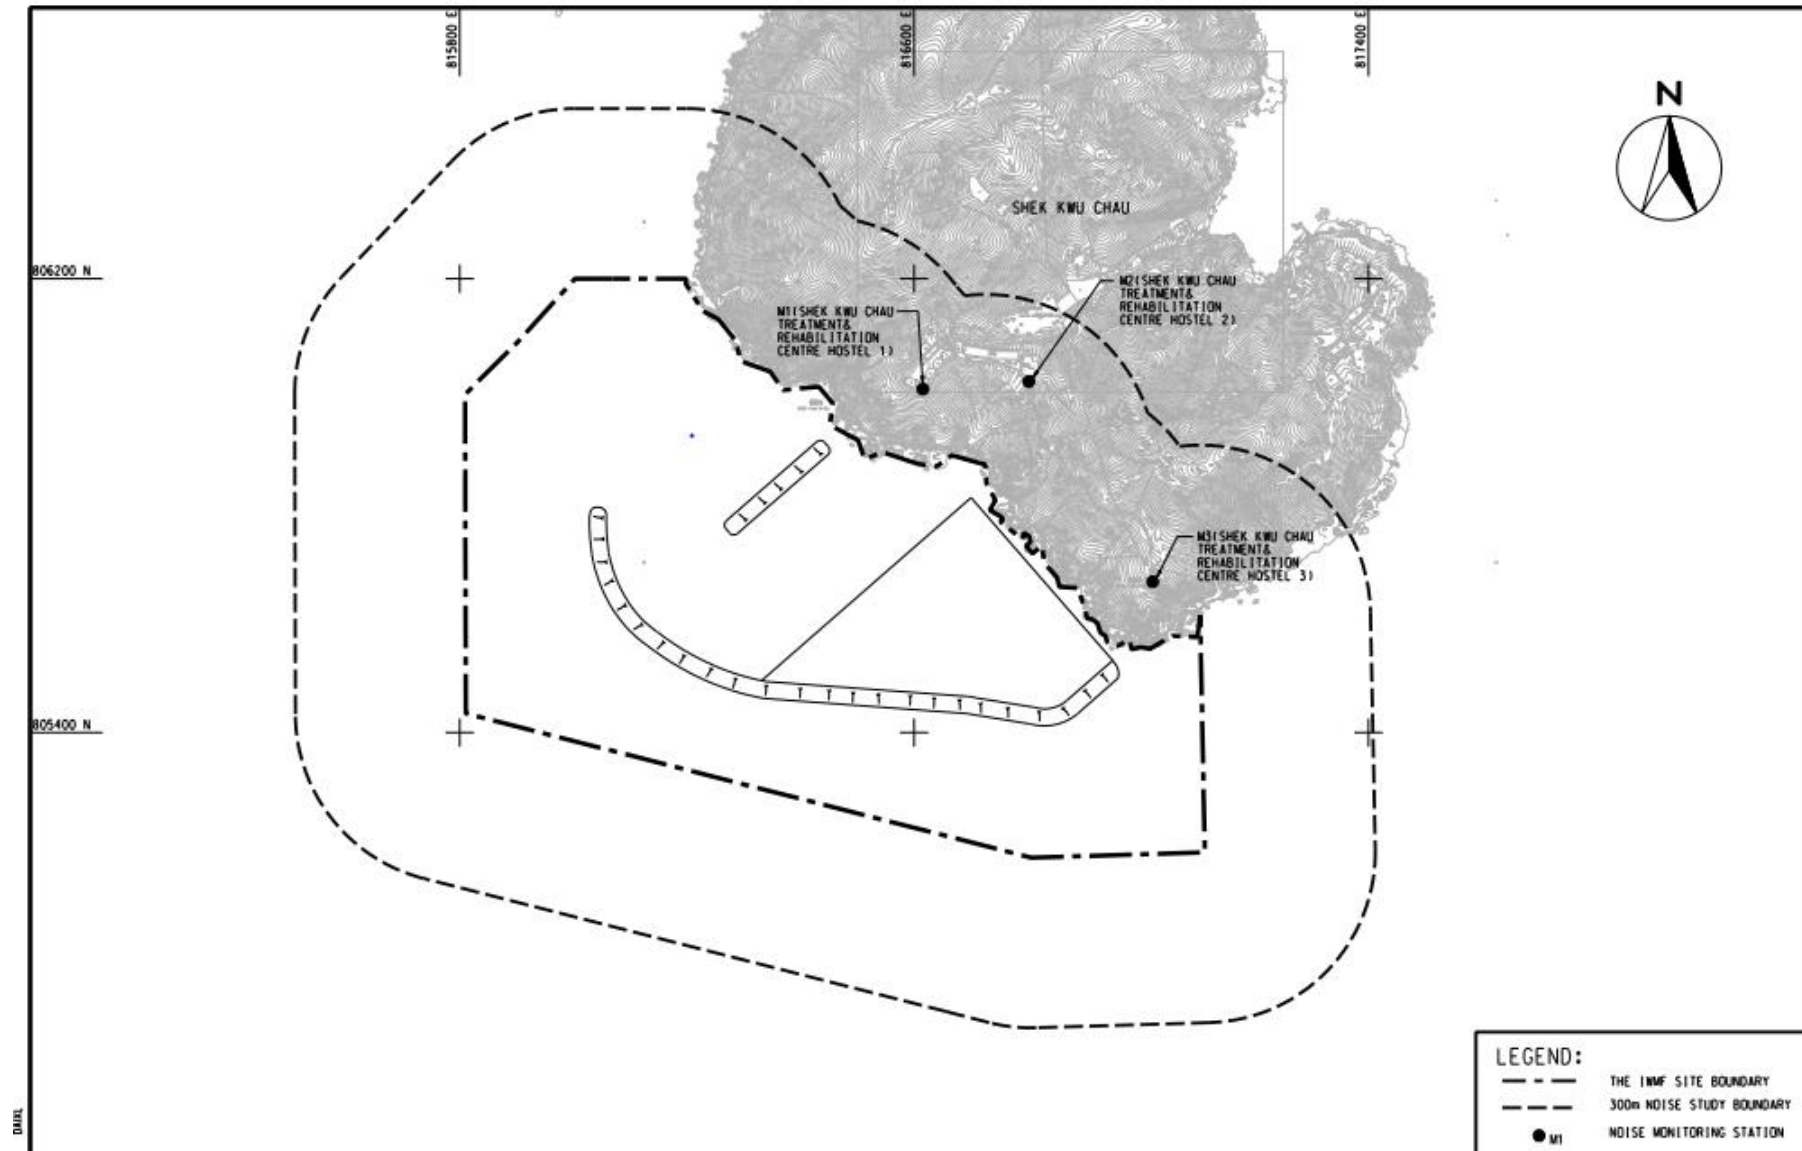 815800 E
816600 E
817400 E
N
SHEK KWU CHAU
806200 N
M1(SHEK KWU CHAU
TREATMENT&
REHABILITATION
CENTRE HOSTEL 1)
M2(SHEK KWU CHAU
TREATMENT&
REHABILITATION
CENTRE HOSTEL 2)
M3(SHEK KWU CHAU
TREATMENT&
REHABILITATION
CENTRE HOSTEL 3)
805400 N
LEGEND:
THE IWMF SITE BOUNDARY
300m NOISE STUDY BOUNDARY
M1 NOISE MONITORING STATION